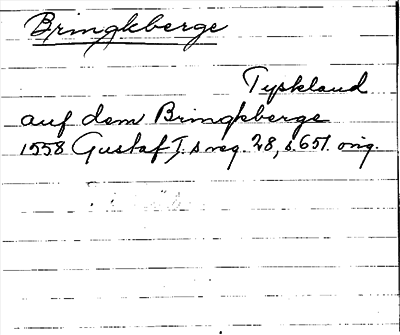 Bringkberge
Tyskland
auf dem Bringkberge
1558 Gustaf I:s reg. 28, s. 651. orig.